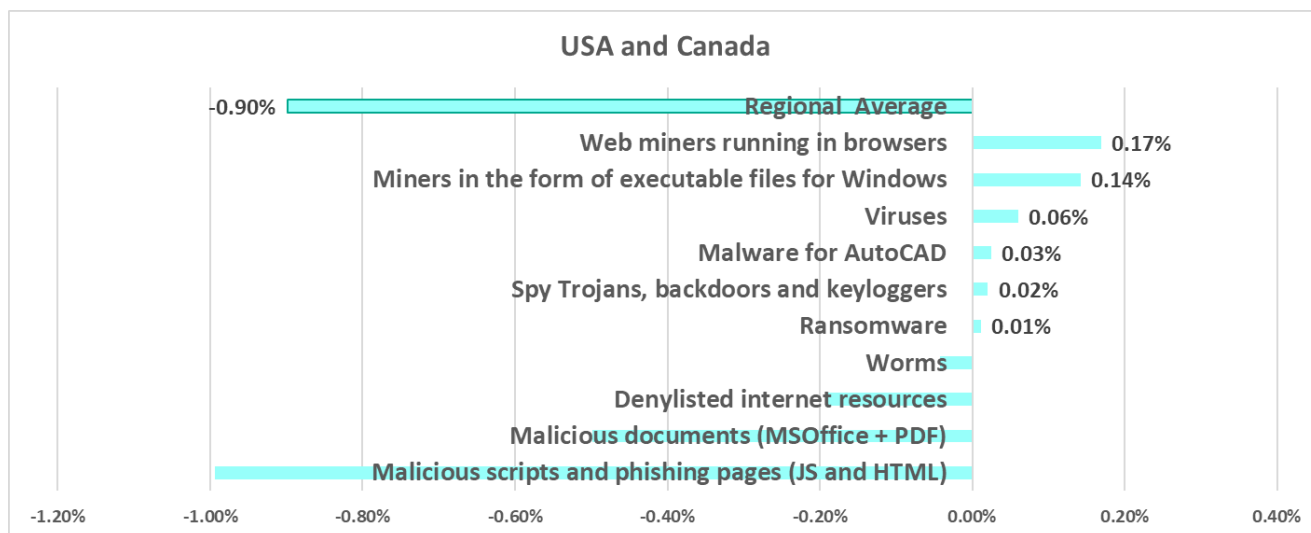 USA and Canada
-0.90% Regional Average
Web miners running in browsers 0.17%
Miners in the form of executable files for Windows 0.14%
Viruses 0.06%
Malware for AutoCAD 0.03%
Spy Trojans, backdoors and keyloggers 0.02%
Ransomware 0.01%
Worms
Denylisted internet resources
Malicious documents (MSOffice + PDF)
Malicious scripts and phishing pages (JS and HTML)
-1.20% -1.00% -0.80% -0.60% -0.40% -0.20% 0.00% 0.20% 0.40%